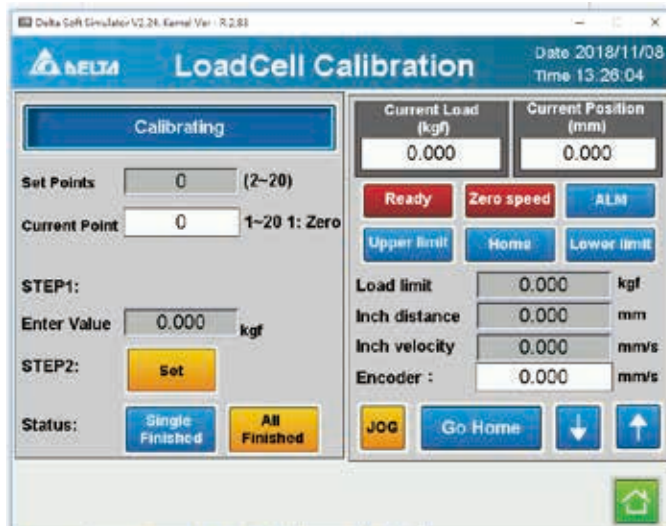 Delta Soft Simulator V2.24, Kernel Ver : R 2.83
DELTA
LoadCell Calibration
Date 2018/11/08
Time 13:26:04
Calibrating
Set Points 0 (2~20)
Current Point 0 1~20 1: Zero
STEP1:
Enter Value 0.000 kgf
STEP2: Set
Status: Single Finished All Finished
Current Load (kgf)
0.000
Current Position (mm)
0.000
Ready Zero speed ALM
Upper limit Home Lower limit
Load limit 0.000 kgf
Inch distance 0.000 mm
Inch velocity 0.000 mm/s
Encoder : 0.000 mm/s
JOG Go Home